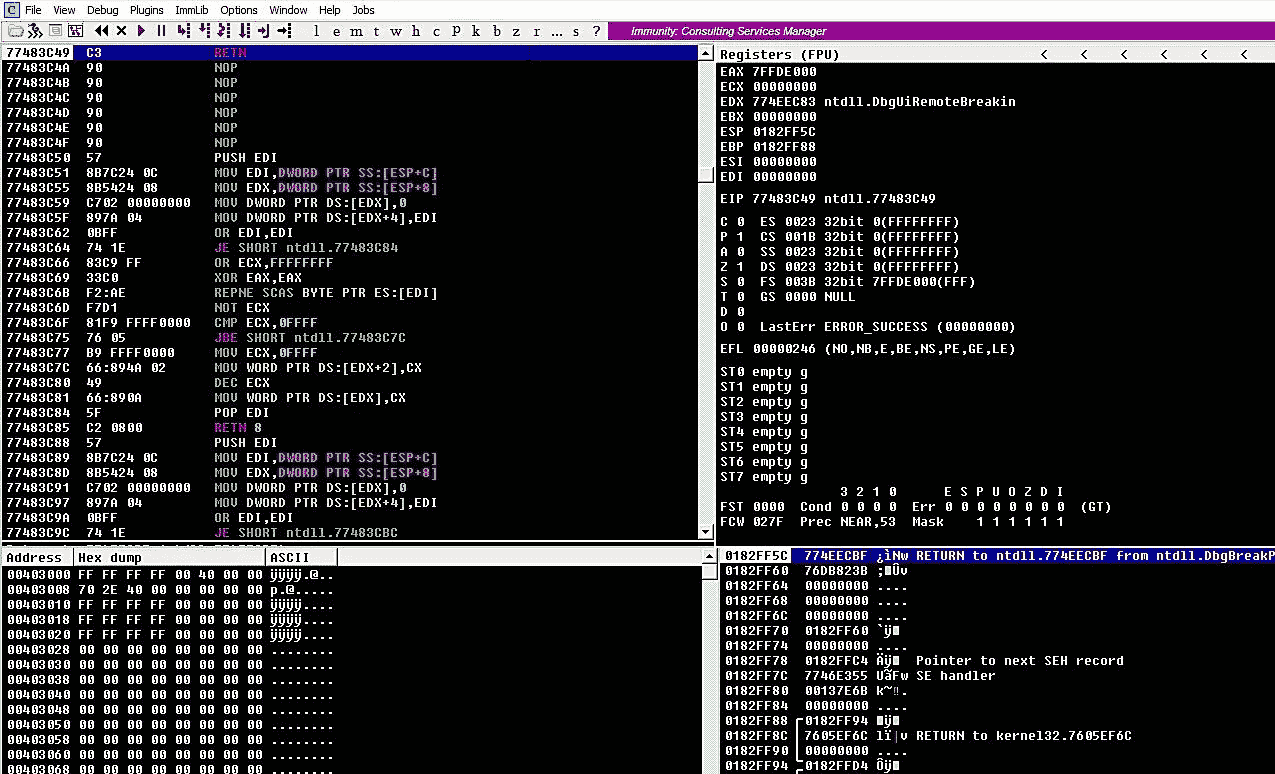 C File View Debug Plugins ImmLib Options Window Help Jobs
l e m t w h c P k b z r ... s ? Immunity: Consulting Services Manager
77483C49 C3 RETN
77483C4A 90 NOP
77483C4B 90 NOP
77483C4C 90 NOP
77483C4D 90 NOP
77483C4E 90 NOP
77483C4F 90 NOP
77483C50 57 PUSH EDI
77483C51 8B7C24 0C MOV EDI,DWORD PTR SS:[ESP+C]
77483C55 8B5424 08 MOV EDX,DWORD PTR SS:[ESP+8]
77483C59 C702 00000000 MOV DWORD PTR DS:[EDX],0
77483C5F 897A 04 MOV DWORD PTR DS:[EDX+4],EDI
77483C62 0BFF OR EDI,EDI
77483C64 74 1E JE SHORT ntdll.77483C84
77483C66 83C9 FF OR ECX,FFFFFFFF
77483C69 33C0 XOR EAX,EAX
77483C6B F2:AE REPNE SCAS BYTE PTR ES:[EDI]
77483C6D F7D1 NOT ECX
77483C6F 81F9 FFFF0000 CMP ECX,0FFFF
77483C75 76 05 JBE SHORT ntdll.77483C7C
77483C77 B9 FFFF0000 MOV ECX,0FFFF
77483C7C 66:894A 02 MOV WORD PTR DS:[EDX+2],CX
77483C80 49 DEC ECX
77483C81 66:890A MOV WORD PTR DS:[EDX],CX
77483C84 5F POP EDI
77483C85 C2 0800 RETN 8
77483C88 57 PUSH EDI
77483C89 8B7C24 0C MOV EDI,DWORD PTR SS:[ESP+C]
77483C8D 8B5424 08 MOV EDX,DWORD PTR SS:[ESP+8]
77483C91 C702 00000000 MOV DWORD PTR DS:[EDX],0
77483C97 897A 04 MOV DWORD PTR DS:[EDX+4],EDI
77483C9A 0BFF OR EDI,EDI
77483C9C 74 1E JE SHORT ntdll.77483CBC
Registers (FPU) < < < < < <
EAX 7FFDE000
ECX 00000000
EDX 774EEC83 ntdll.DbgUiRemoteBreakin
EBX 00000000
ESP 0182FF5C
EBP 0182FF88
ESI 00000000
EDI 00000000
EIP 77483C49 ntdll.77483C49
C 0 ES 0023 32bit 0(FFFFFFFF)
P 1 CS 001B 32bit 0(FFFFFFFF)
A 0 SS 0023 32bit 0(FFFFFFFF)
Z 1 DS 0023 32bit 0(FFFFFFFF)
S 0 FS 003B 32bit 7FFDE000(FFF)
T 0 GS 0000 NULL
D 0
O 0 LastErr ERROR_SUCCESS (00000000)
EFL 00000246 (NO,NB,E,BE,NS,PE,GE,LE)
ST0 empty g
ST1 empty g
ST2 empty g
ST3 empty g
ST4 empty g
ST5 empty g
ST6 empty g
ST7 empty g
3 2 1 0 E S P U O Z D I
FST 0000 Cond 0 0 0 0 Err 0 0 0 0 0 0 0 0 (GT)
FCW 027F Prec NEAR,53 Mask 1 1 1 1 1 1
Address Hex dump ASCII
00403000 FF FF FF FF 00 40 00 00 ÿÿÿÿ.@..
00403008 70 2E 40 00 00 00 00 00 p.@.....
00403010 FF FF FF FF 00 00 00 00 ÿÿÿÿ....
00403018 FF FF FF FF 00 00 00 00 ÿÿÿÿ....
00403020 FF FF FF FF 00 00 00 00 ÿÿÿÿ....
00403028 00 00 00 00 00 00 00 00 ........
00403030 00 00 00 00 00 00 00 00 ........
00403038 00 00 00 00 00 00 00 00 ........
00403040 00 00 00 00 00 00 00 00 ........
00403048 00 00 00 00 00 00 00 00 ........
00403050 00 00 00 00 00 00 00 00 ........
00403058 00 00 00 00 00 00 00 00 ........
00403060 00 00 00 00 00 00 00 00 ........
00403068 00 00 00 00 00 00 00 00 ........
0182FF5C 774EECBF ¿ìNw RETURN to ntdll.774EECBF from ntdll.DbgBreakP
0182FF60 76DB823B
0182FF64 00000000 ....
0182FF68 00000000 ....
0182FF6C 00000000 ....
0182FF70 0182FF60 `ÿ
0182FF74 00000000 ....
0182FF78 0182FFC4 Äÿ Pointer to next SEH record
0182FF7C 7746E355 UãFw SE handler
0182FF80 00137E6B k~‼.
0182FF84 00000000 ....
0182FF88 0182FF94 ÿ
0182FF8C 7605EF6C lï|v RETURN to kernel32.7605EF6C
0182FF90 00000000 ....
0182FF94 0182FFD4 Ôÿ